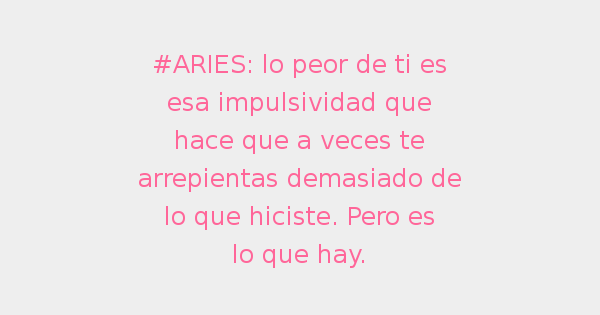 #ARIES: lo peor de ti es
esa impulsividad que
hace que a veces te
arrepientas demasiado de
lo que hiciste. Pero es
lo que hay.